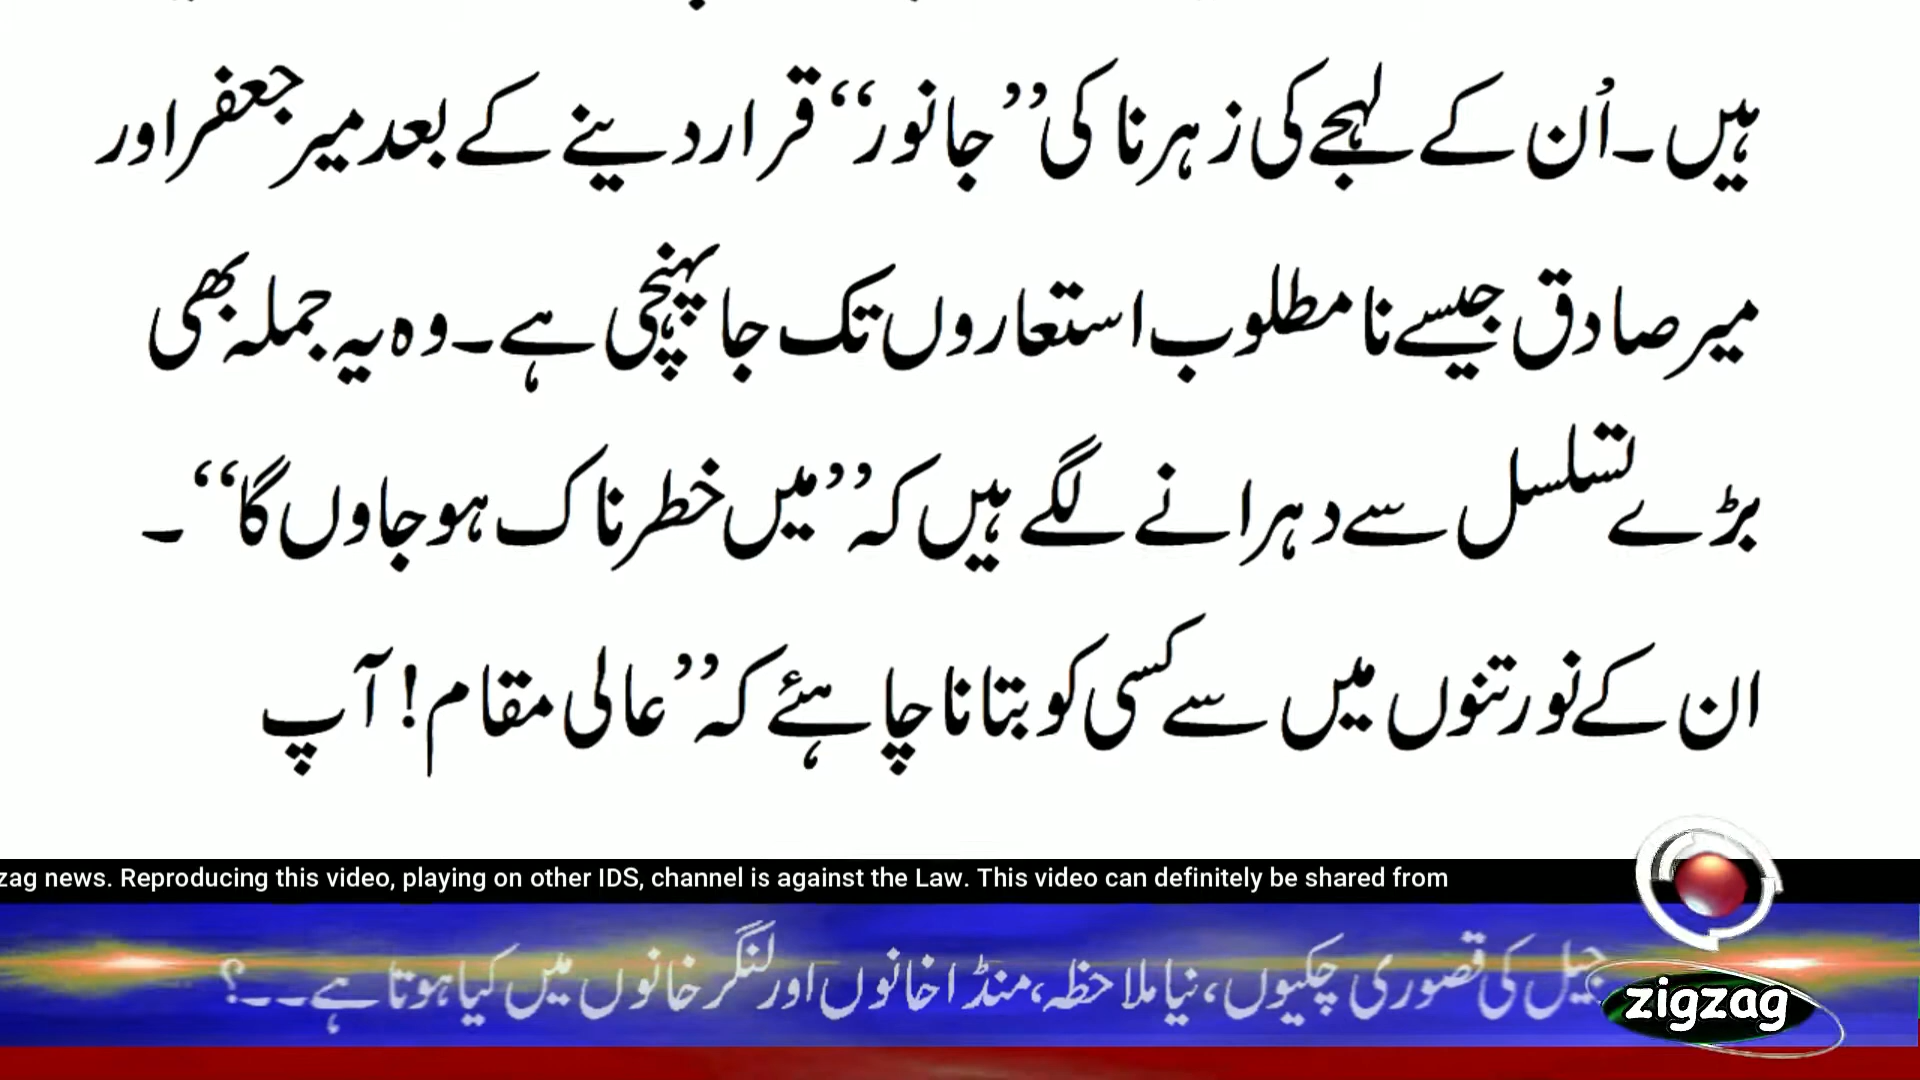 ہیں۔اُن کے لہجے کی زہرناکی ’’جانور‘‘ قرار دینے کے بعد میر جعفر اور
میر صادق جیسے نامطلوب استعاروں تک جا پہنچی ہے۔ وہ یہ جملہ بھی
بڑے تسلسل سے دہرانے لگے ہیں کہ ’’میں خطرناک ہو جاوں گا‘‘۔
ان کے نورتنوں میں سے کسی کو بتانا چاہئے کہ ’’عالی مقام! آپ
zag news. Reproducing this video, playing on other IDS, channel is against the Law. This video can definitely be shared from
جیل کی قصوری چکیوں، نیا ملاحظہ، منڈا خانوں اور لنگر خانوں میں کیا ہوتا ہے۔۔؟
zigzag